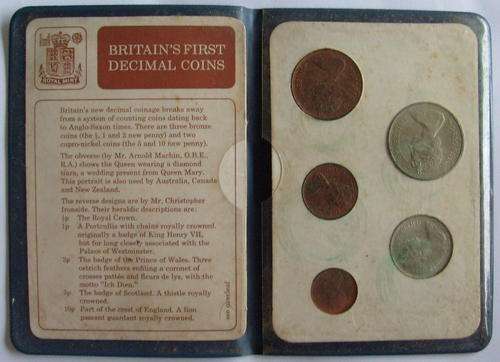 ROYAL MINT
BRITAIN'S FIRST
DECIMAL COINS
Britain's new decimal coinage breaks away
from a system of counting coins dating back
to Anglo-Saxon times. There are three bronze
coins (the ½, 1 and 2 new penny) and two
cupro-nickel coins (the 5 and 10 new penny).
The obverse (by Mr. Arnold Machin, O.B.E.,
R.A.) shows the Queen wearing a diamond
tiara, a wedding present from Queen Mary.
This portrait is also used by Australia, Canada
and New Zealand.
The reverse designs are by Mr. Christopher
Ironside. Their heraldic descriptions are:
½p The Royal Crown.
1p A Portcullis with chains royally crowned,
originally a badge of King Henry VII,
but for long closely associated with the
Palace of Westminster.
2p The badge of the Prince of Wales. Three
ostrich feathers enfiling a coronet of
crosses pattée and fleurs de lys, with the
motto "Ich Dien."
5p The badge of Scotland. A thistle royally
crowned.
10p Part of the crest of England. A lion
passant guardant royally crowned.
see overleaf